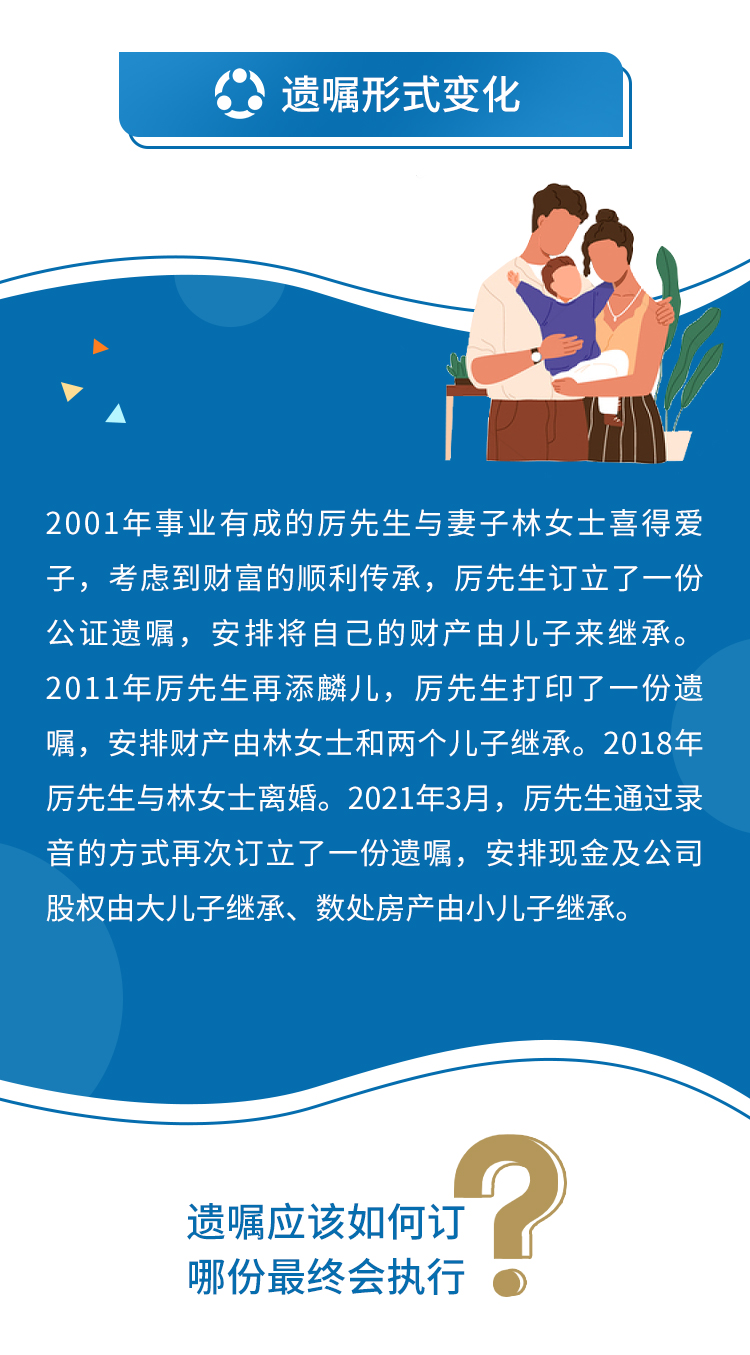 遗嘱形式变化
2001年事业有成的厉先生与妻子林女士喜得爱
子，考虑到财富的顺利传承，厉先生订立了一份
公证遗嘱，安排将自己的财产由儿子来继承。
2011年厉先生再添麟儿，厉先生打印了一份遗
嘱，安排财产由林女士和两个儿子继承。2018年
厉先生与林女士离婚。2021年3月，厉先生通过录
音的方式再次订立了一份遗嘱，安排现金及公司
股权由大儿子继承、数处房产由小儿子继承。
遗嘱应该如何订
哪份最终会执行
?